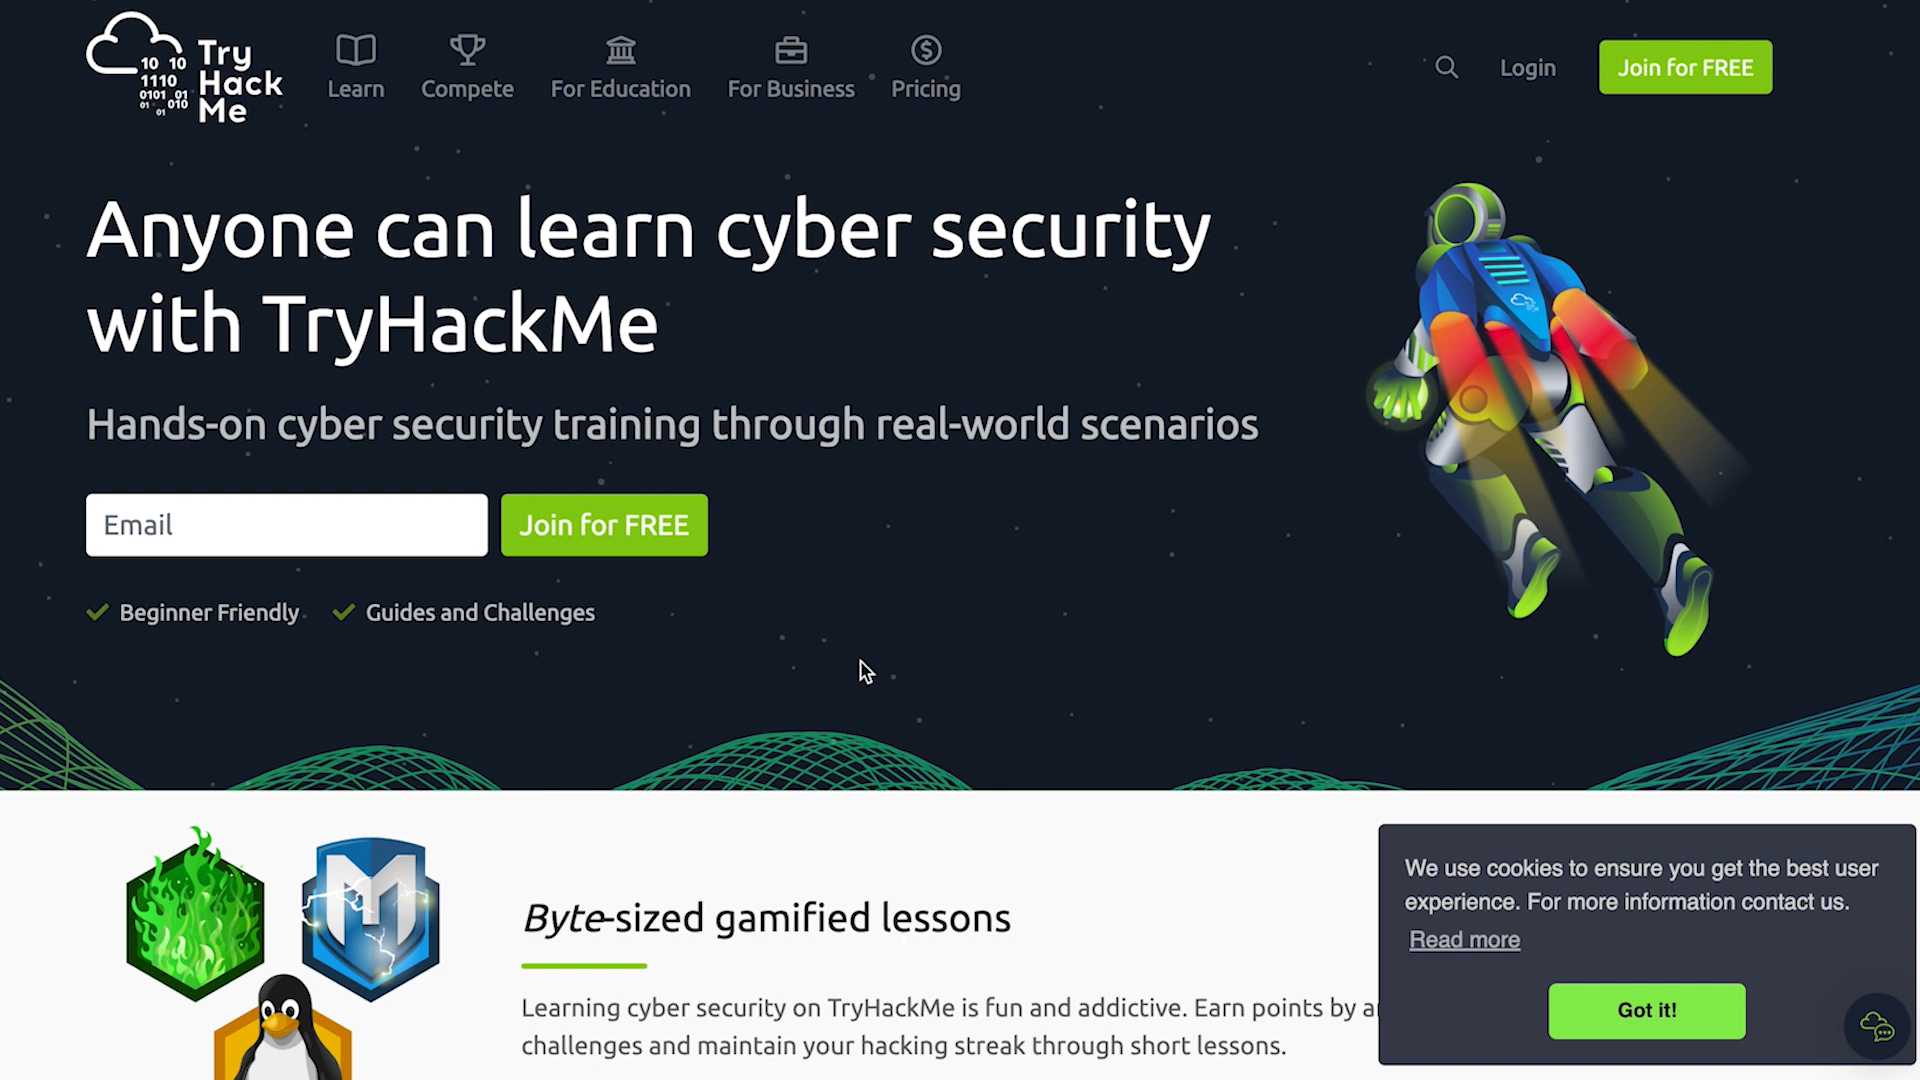 Try
Hack
Me
10 10
1110
0101 01
01 010
01
Learn
Compete
For Education
For Business
Pricing
Login
Join for FREE
Anyone can learn cyber security
with TryHackMe
Hands-on cyber security training through real-world scenarios
Email
Join for FREE
Beginner Friendly
Guides and Challenges
M
Byte-sized gamified lessons
Learning cyber security on TryHackMe is fun and addictive. Earn points by
challenges and maintain your hacking streak through short lessons.
We use cookies to ensure you get the best user
experience. For more information contact us.
Read more
Got it!